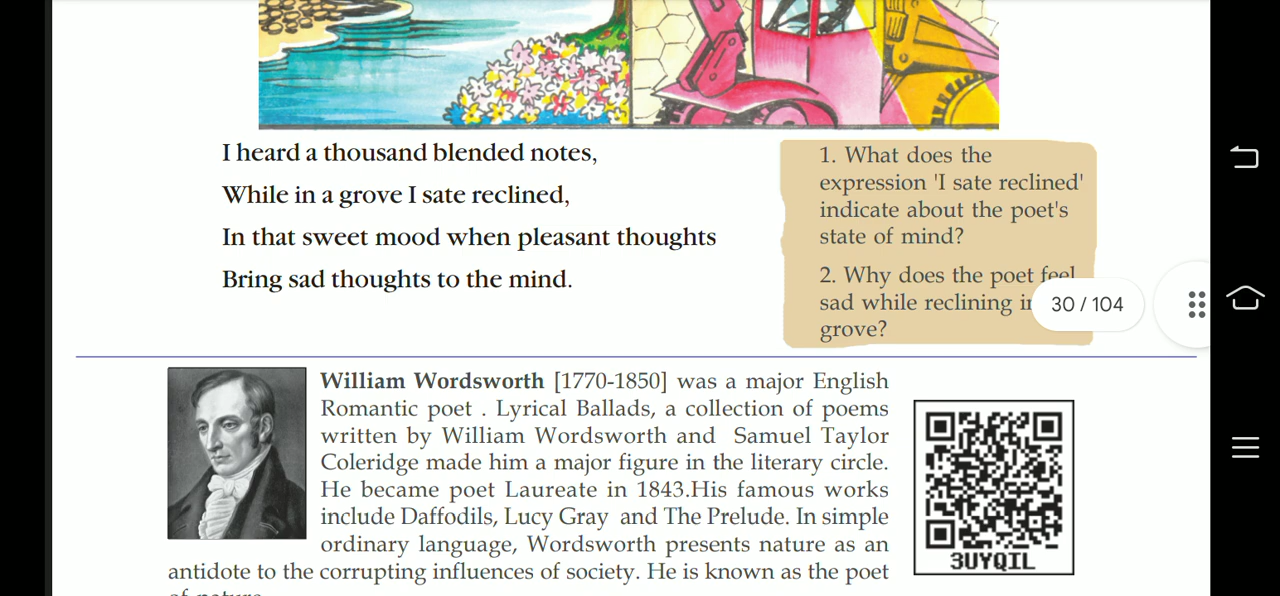 I heard a thousand blended notes,
While in a grove I sate reclined,
In that sweet mood when pleasant thoughts
Bring sad thoughts to the mind.
1. What does the
expression 'I sate reclined'
indicate about the poet's
state of mind?
2. Why does the poet feel
sad while reclining
grove?
30 / 104
William Wordsworth [1770-1850] was a major English
Romantic poet . Lyrical Ballads, a collection of poems
written by William Wordsworth and Samuel Taylor
Coleridge made him a major figure in the literary circle.
He became poet Laureate in 1843.His famous works
include Daffodils, Lucy Gray and The Prelude. In simple
ordinary language, Wordsworth presents nature as an
antidote to the corrupting influences of society. He is known as the poet
3UYQIL